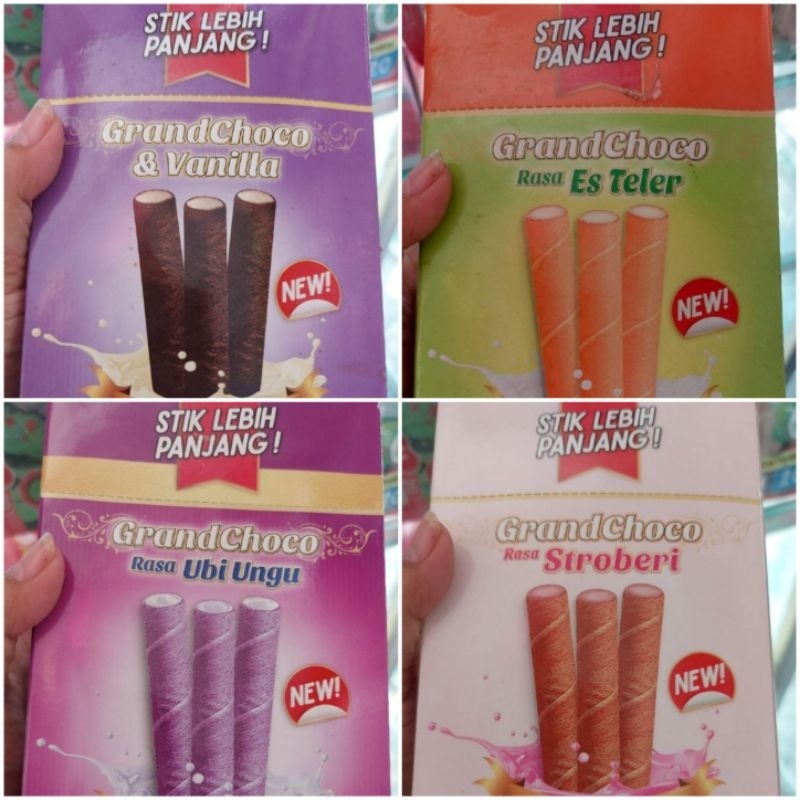 STIK LEBIH
PANJANG!
GrandChoco
& Vanilla
NEW!
STIK LEBIH
PANJANG!
GrandChoco
Rasa Es Teler
NEW!
STIK LEBIH
PANJANG!
GrandChoco
Rasa Ubi Ungu
NEW!
STIK LEBIH
PANJANG!
GrandChoco
Rasa Stroberi
NEW!